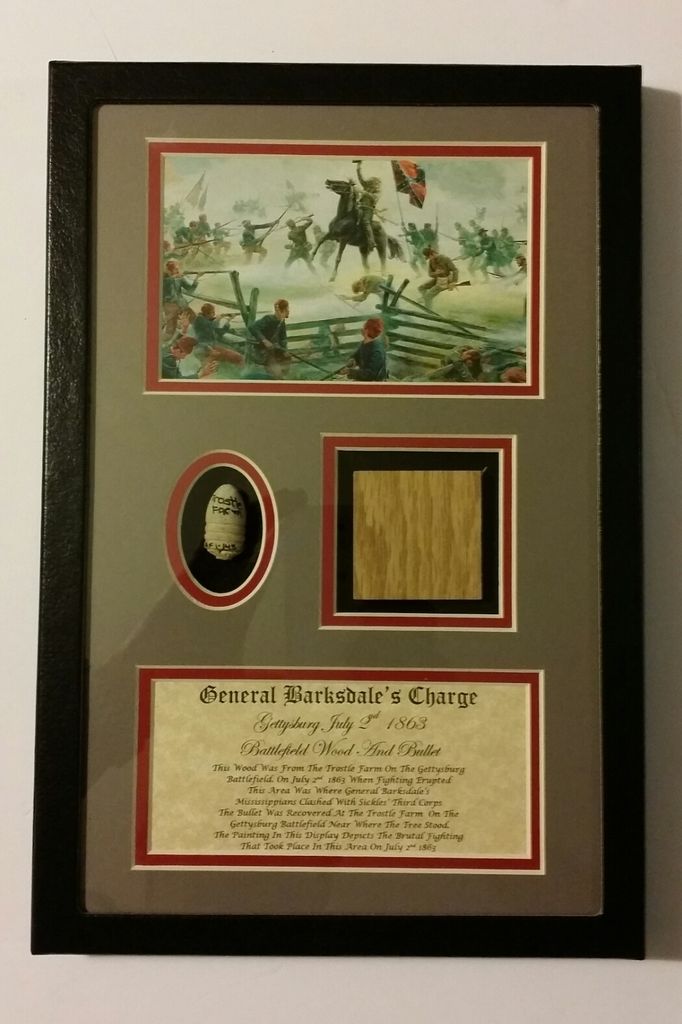 Trostle
Farm
General Barksdale's Charge
Gettysburg July 2nd 1863
Battlefield Wood And Bullet
This Wood Was From The Trostle Farm On The Gettysburg
Battlefield. On July 2nd 1863 When Fighting Erupted
This Area Was Where General Barksdale's
Mississippians Clashed With Sickles' Third Corps
The Bullet Was Recovered At The Trostle Farm On The
Gettysburg Battlefield Near Where The Tree Stood.
The Painting In This Display Depicts The Brutal Fighting
That Took Place In This Area On July 2nd 1863